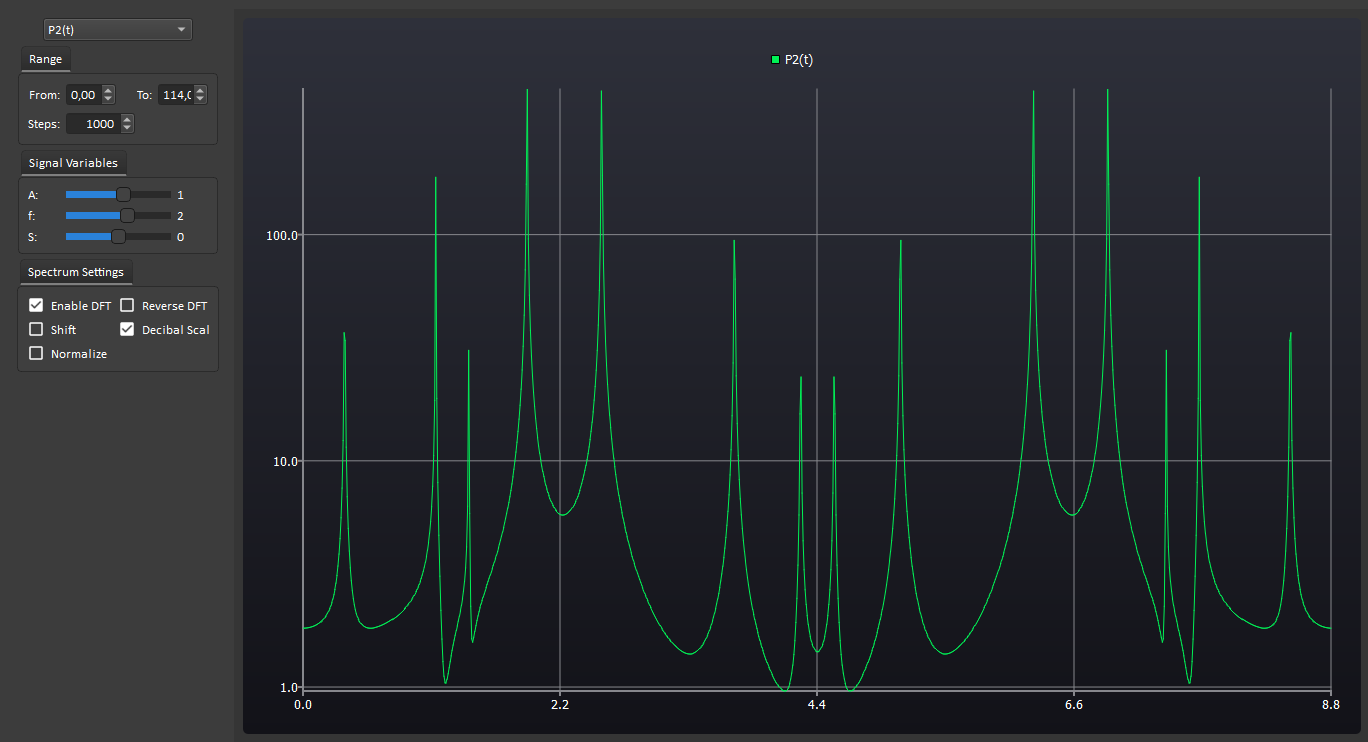 P2(t)
Range
From: 0,00 To: 114,0
Steps: 1000
Signal Variables
A: 1
f: 2
S: 0
Spectrum Settings
Enable DFT Reverse DFT
Shift Decibal Scal
Normalize
P2(t)
100.0
10.0
1.0
0.0 2.2 4.4 6.6 8.8